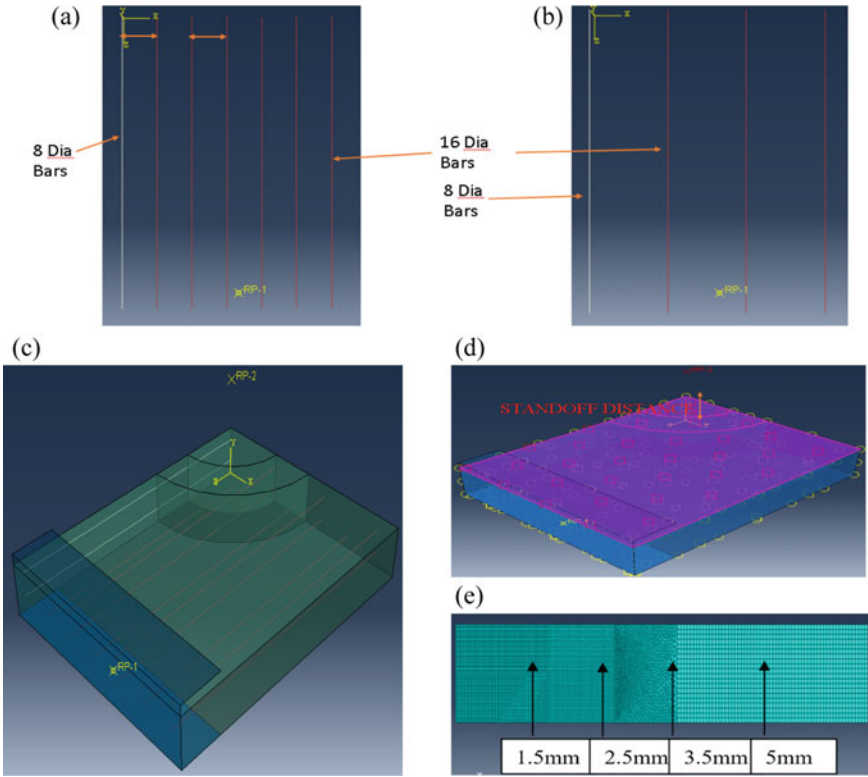 (a)
(b)
Y
X
Z
Y
X
Z
8 Dia
Bars
16 Dia
Bars
8 Dia
Bars
RP-1
RP-1
(c)
(d)
RP-2
STANDOFF DISTANCE
Y
Z
X
RP-1
(e)
1.5mm
2.5mm
3.5mm
5mm